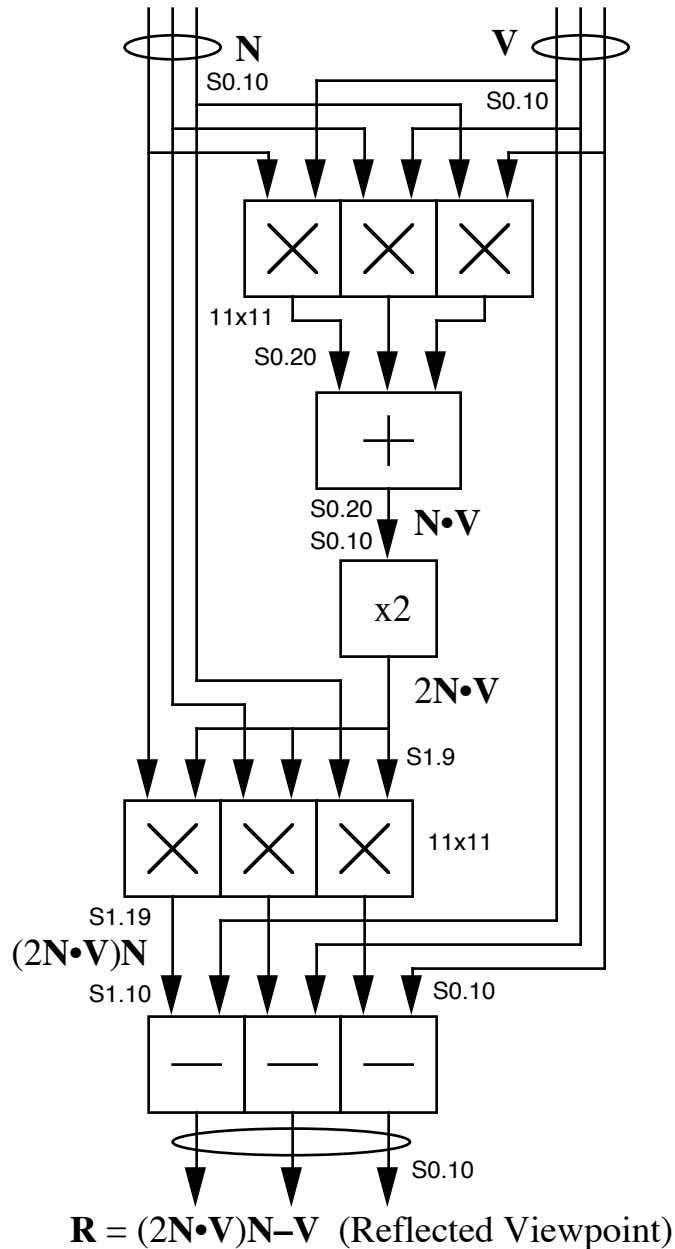 N
V
S0.10
S0.10
11x11
S0.20
S0.20
N•V
S0.10
x2
2N•V
S1.9
11x11
S1.19
(2N•V)N
S1.10
S0.10
S0.10
R = (2N•V)N–V (Reflected Viewpoint)